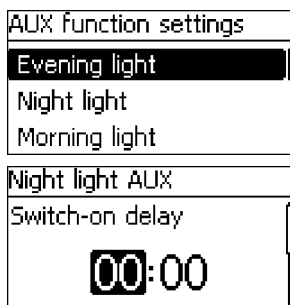 AUX function settings
Evening light
Night light
Morning light
Night light AUX
Switch-on delay
00:00